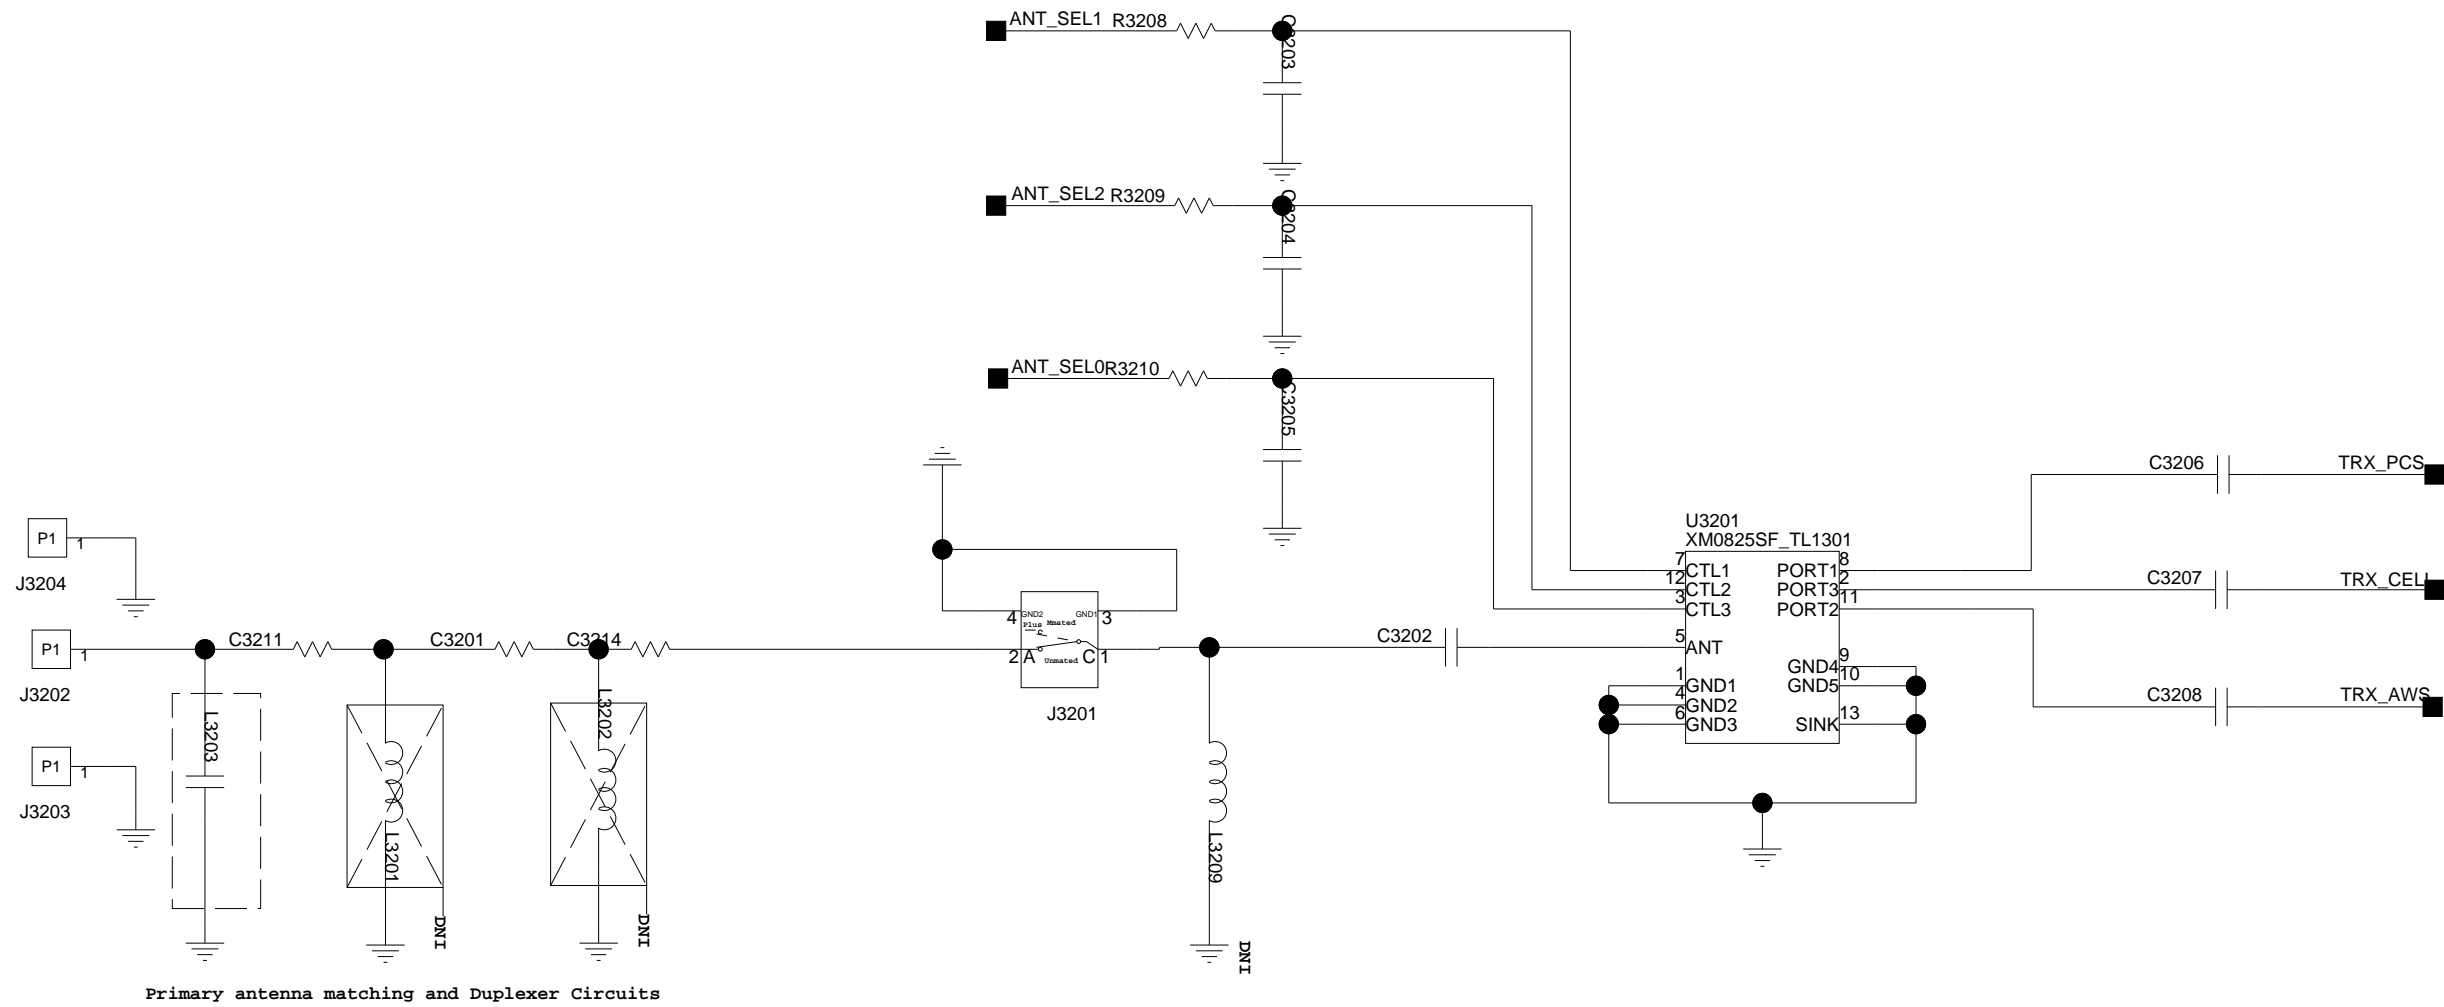 ANT_SEL1 R3208
C3203
ANT_SEL2 R3209
C3204
ANT_SEL0 R3210
C3205
C3206 TRX_PCS
U3201
XM0825SF_TL1301
7 CTL1 PORT1 8
12 CTL2 PORT3 2
3 CTL3 PORT2 11
5 ANT
GND4 9
1 GND1 GND5 10
4 GND2
6 GND3 SINK 13
C3207 TRX_CELL
C3208 TRX_AWS
P1 1
J3204
P1 1
J3202
P1 1
J3203
C3211 C3201 C3214
4 GND2 GND1 3
Plus Mmated
2 A C 1
Unmated
J3201
C3202
L3203
L3201
DNI
L3202
DNI
L3209
DNI
Primary antenna matching and Duplexer Circuits